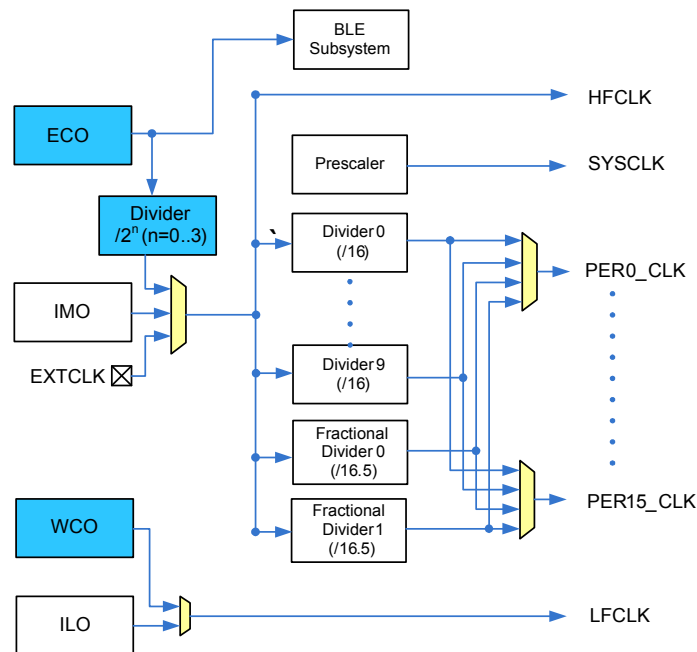 BLE
Subsystem
ECO
HFCLK
Prescaler
SYSCLK
Divider
/2ⁿ (n=0..3)
`
Divider 0
(/16)
PER0_CLK
IMO
EXTCLK
Divider 9
(/16)
Fractional
Divider 0
(/16.5)
PER15_CLK
WCO
Fractional
Divider 1
(/16.5)
ILO
LFCLK